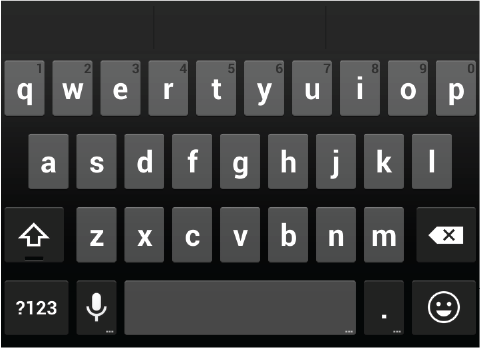 1 2 3 4 5 6 7 8 9 0
q w e r t y u i o p
a s d f g h j k l
z x c v b n m
?123 .